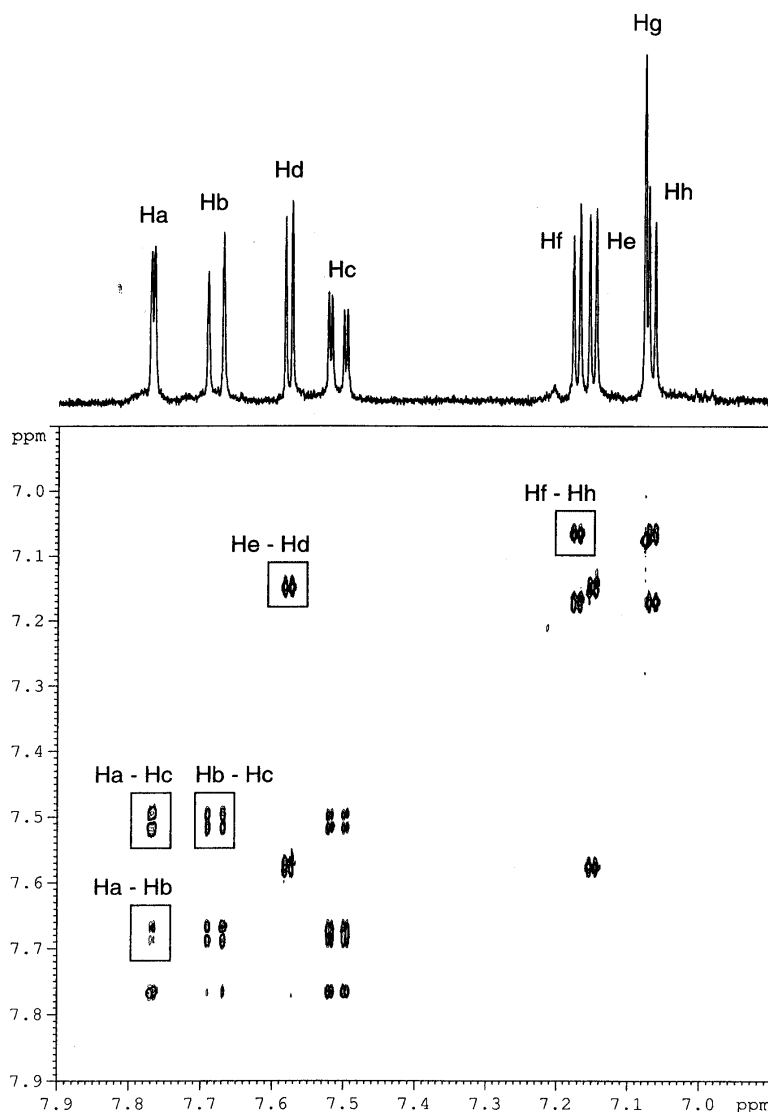 Hg
Hd
Hb
Hh
Ha
Hf
He
Hc
ppm
7.0
Hf - Hh
He - Hd
7.1
7.2
7.3
7.4
Ha - Hc
Hb - Hc
7.5
7.6
Ha - Hb
7.7
7.8
7.9
7.9 7.8 7.7 7.6 7.5 7.4 7.3 7.2 7.1 7.0 ppm